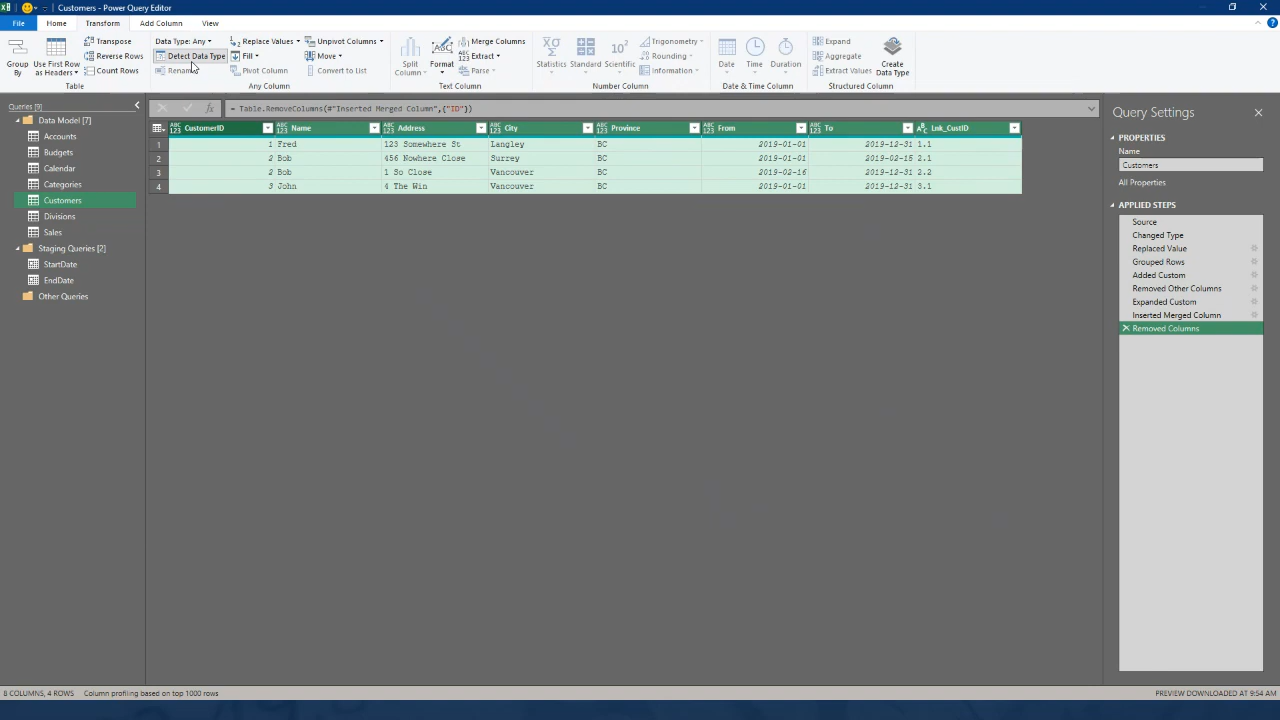 Customers - Power Query Editor
File Home Transform Add Column View
Group By
Use First Row as Headers
Transpose
Reverse Rows
Count Rows
Table
Data Type: Any
Detect Data Type
Rename
Replace Values
Fill
Pivot Column
Unpivot Columns
Move
Convert to List
Any Column
Split Column
Format
Merge Columns
Extract
Parse
Text Column
Statistics
Standard
Scientific
Trigonometry
Rounding
Information
Number Column
Date
Time
Duration
Date & Time Column
Expand
Aggregate
Extract Values
Create Data Type
Structured Column
Queries [9]
Data Model [7]
Accounts
Budgets
Calendar
Categories
Customers
Divisions
Sales
Staging Queries [2]
StartDate
EndDate
Other Queries
= Table.RemoveColumns(#"Inserted Merged Column",{"ID"})
CustomerID Name Address City Province From To Lnk_CustID
1 1 Fred 123 Somewhere St Langley BC 2019-01-01 2019-12-31 1.1
2 2 Bob 456 Nowhere Close Surrey BC 2019-01-01 2019-02-15 2.1
3 2 Bob 1 So Close Vancouver BC 2019-02-16 2019-12-31 2.2
4 3 John 4 The Win Vancouver BC 2019-01-01 2019-12-31 3.1
Query Settings
PROPERTIES
Name
Customers
All Properties
APPLIED STEPS
Source
Changed Type
Replaced Value
Grouped Rows
Added Custom
Removed Other Columns
Expanded Custom
Inserted Merged Column
Removed Columns
8 COLUMNS, 4 ROWS Column profiling based on top 1000 rows
PREVIEW DOWNLOADED AT 9:54 AM